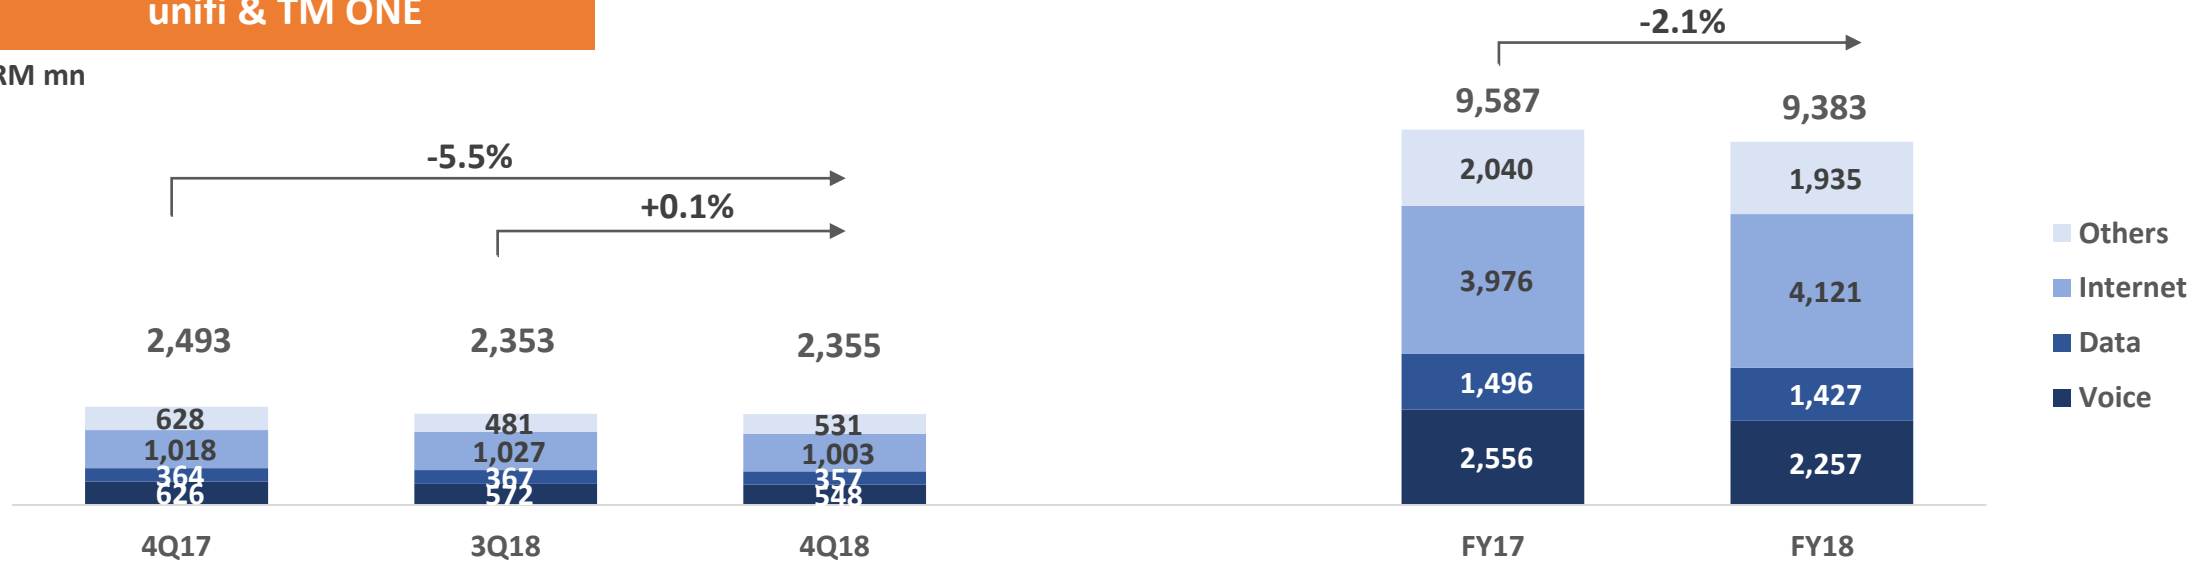 unifi & TM ONE
RM mn
-5.5%
+0.1%
-2.1%
2,493
2,353
2,355
9,587
9,383
628
1,018
364
626
481
1,027
367
572
531
1,003
357
548
2,040
3,976
1,496
2,556
1,935
4,121
1,427
2,257
4Q17
3Q18
4Q18
FY17
FY18
Others
Internet
Data
Voice